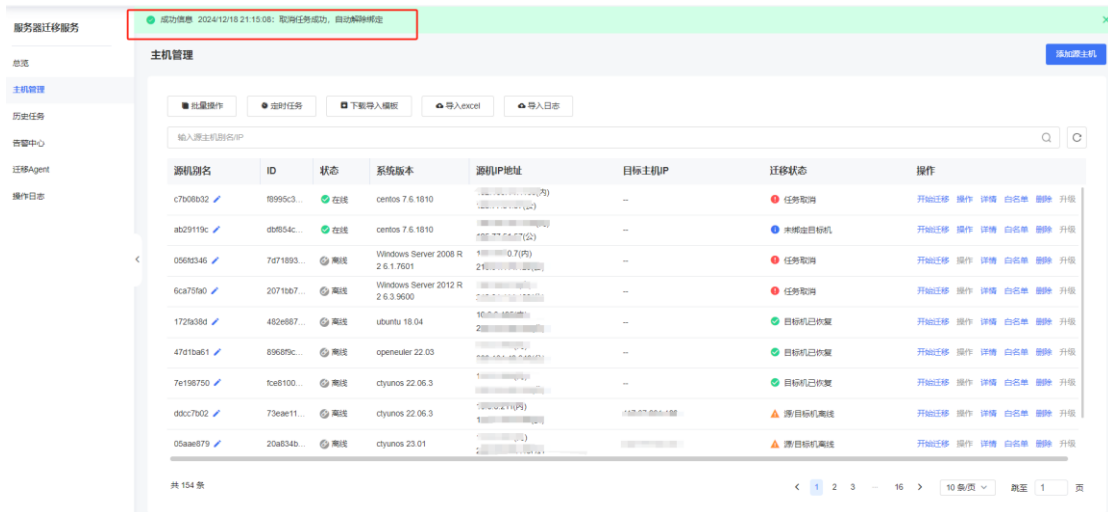 服务器迁移服务
成功信息 2024/12/18 21:15:08: 取消任务成功，自动解除绑定
总览
主机管理
历史任务
告警中心
迁移Agent
操作日志
主机管理
添加源主机
批量操作 定时任务 下载导入模板 导入excel 导入日志
输入源主机别名/IP
源机别名 ID 状态 系统版本 源机IP地址 目标主机IP 迁移状态 操作
c7b08b32 f8995c3... 在线 centos 7.6.1810 (内) -- 任务取消 开始迁移 操作 详情 白名单 删除 升级
ab29119c dbf854c... 在线 centos 7.6.1810 (公) -- 未绑定目标机 开始迁移 操作 详情 白名单 删除 升级
056fd346 7d71893... 离线 Windows Server 2008 R
2 6.1.7601 0.7(内) -- 任务取消 开始迁移 操作 详情 白名单 删除 升级
6ca75fa0 2071bb7... 离线 Windows Server 2012 R
2 6.3.9600 -- 任务取消 开始迁移 操作 详情 白名单 删除 升级
172fa38d 482e887... 离线 ubuntu 18.04 -- 目标机已恢复 开始迁移 操作 详情 白名单 删除 升级
47d1ba61 8968f9c... 离线 openeuler 22.03 -- 目标机已恢复 开始迁移 操作 详情 白名单 删除 升级
7e198750 fce8100... 离线 ctyunos 22.06.3 -- 目标机已恢复 开始迁移 操作 详情 白名单 删除 升级
ddcc7b02 73eae11... 离线 ctyunos 22.06.3 (内) 源/目标机离线 开始迁移 操作 详情 白名单 删除 升级
05aae879 20a834b... 离线 ctyunos 23.01 源/目标机离线 开始迁移 操作 详情 白名单 删除 升级
共 154 条
1 2 3 ... 16 10 条/页 跳至 1 页